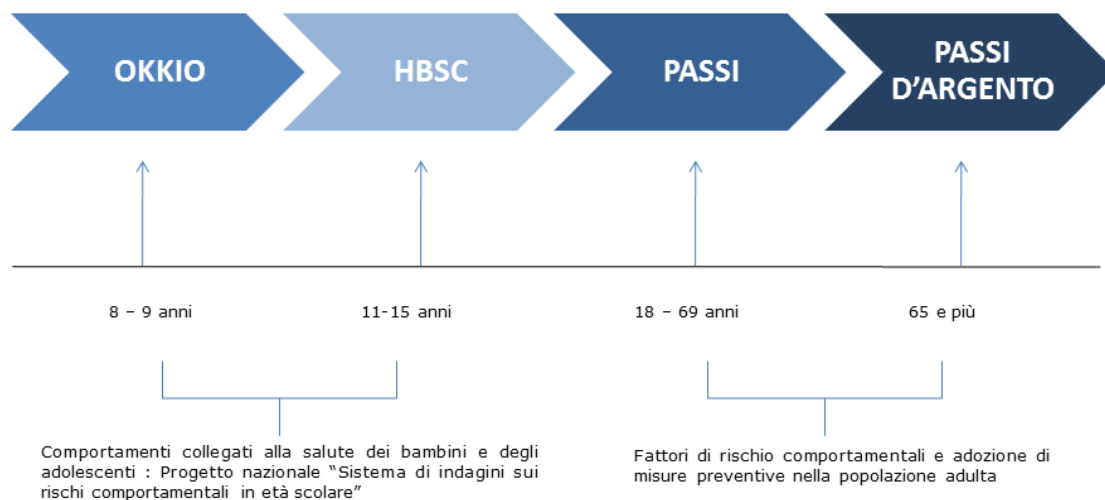 OKKIO
HBSC
PASSI
PASSI
D'ARGENTO
8 – 9 anni
11-15 anni
18 – 69 anni
65 e più
Comportamenti collegati alla salute dei bambini e degli
adolescenti : Progetto nazionale "Sistema di indagini sui
rischi comportamentali in età scolare"
Fattori di rischio comportamentali e adozione di
misure preventive nella popolazione adulta